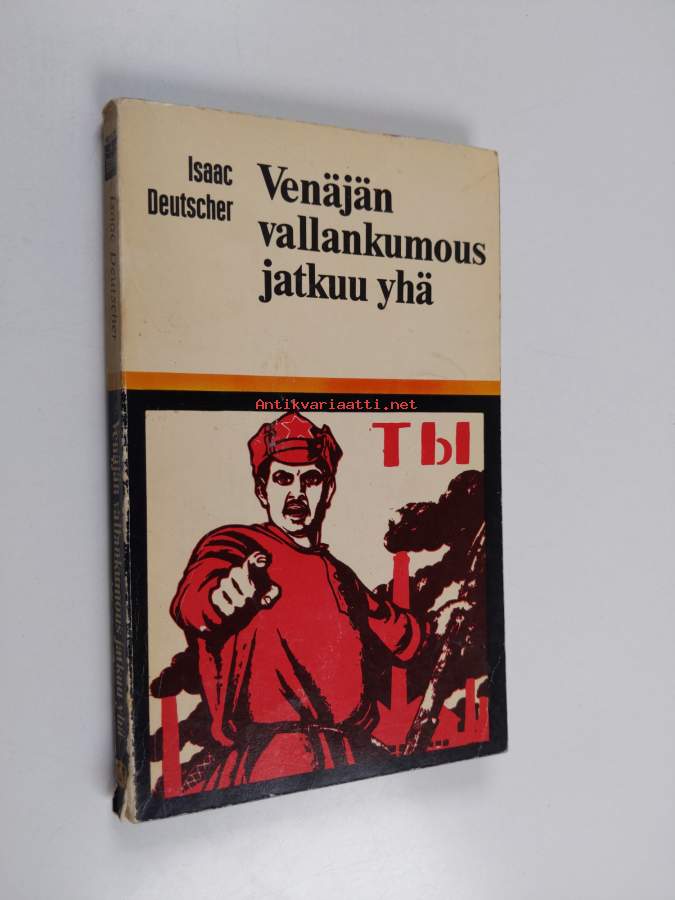 Isaac
Deutscher
Venäjän
vallankumous
jatkuu yhä
Isaac Deutscher
Venäjän vallankumous jatkuu yhä
Antikvariaatti.net
ТЫ